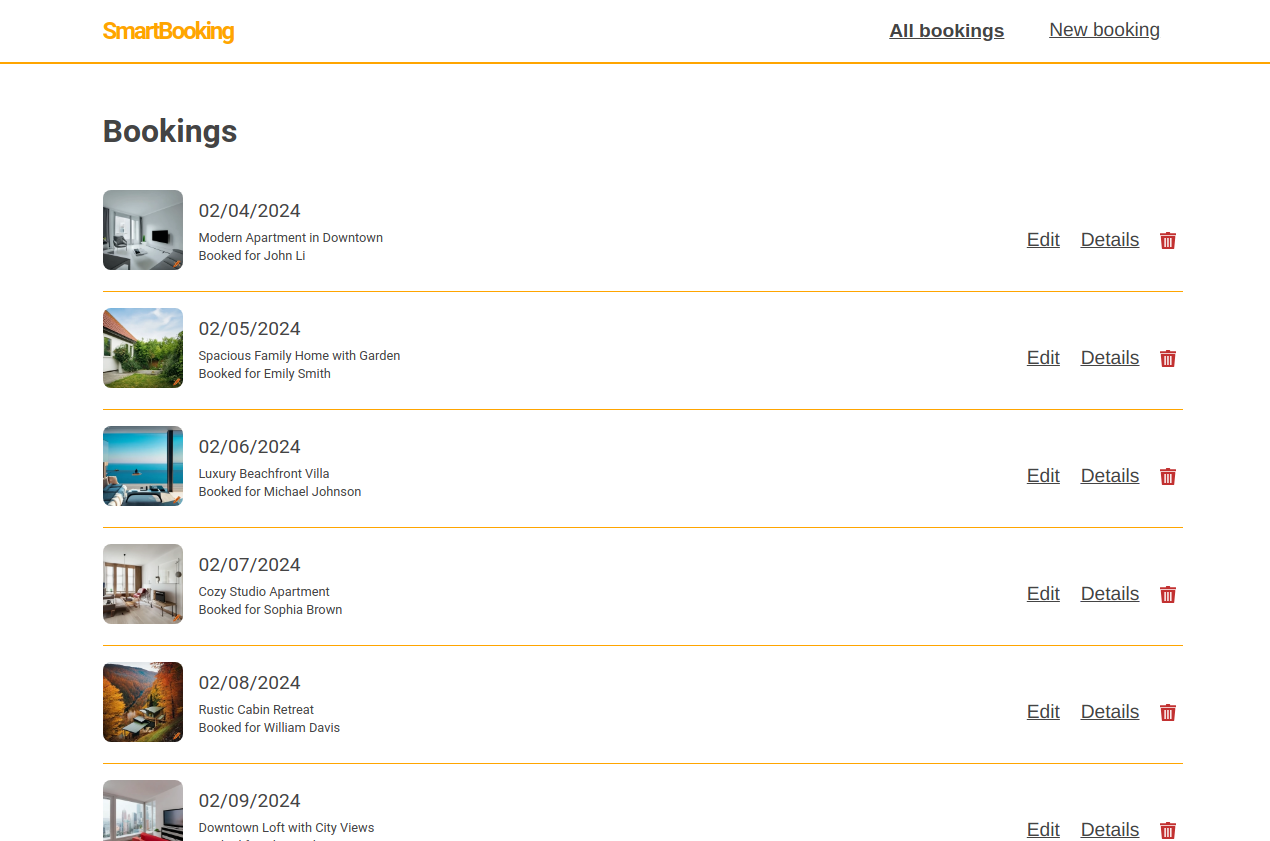 SmartBooking
All bookings
New booking
Bookings
02/04/2024
Modern Apartment in Downtown
Booked for John Li
Edit
Details
02/05/2024
Spacious Family Home with Garden
Booked for Emily Smith
Edit
Details
02/06/2024
Luxury Beachfront Villa
Booked for Michael Johnson
Edit
Details
02/07/2024
Cozy Studio Apartment
Booked for Sophia Brown
Edit
Details
02/08/2024
Rustic Cabin Retreat
Booked for William Davis
Edit
Details
02/09/2024
Downtown Loft with City Views
Edit
Details